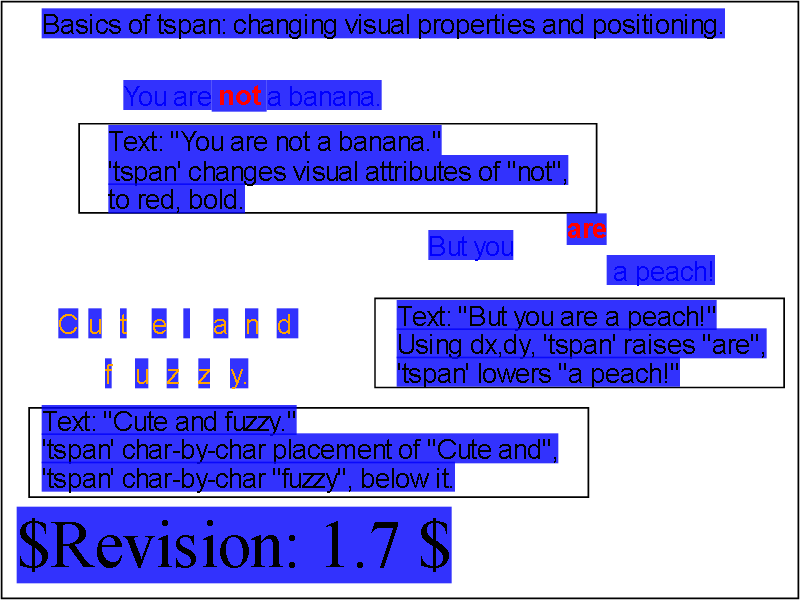 Basics of tspan: changing visual properties and positioning.
You are not a banana.
Text: "You are not a banana."
'tspan' changes visual attributes of "not",
to red, bold.
But you are a peach!
Cute and
fuzzy.
Text: "But you are a peach!"
Using dx,dy, 'tspan' raises "are",
'tspan' lowers "a peach!"
Text: "Cute and fuzzy."
'tspan' char-by-char placement of "Cute and",
'tspan' char-by-char "fuzzy", below it.
$Revision: 1.7 $